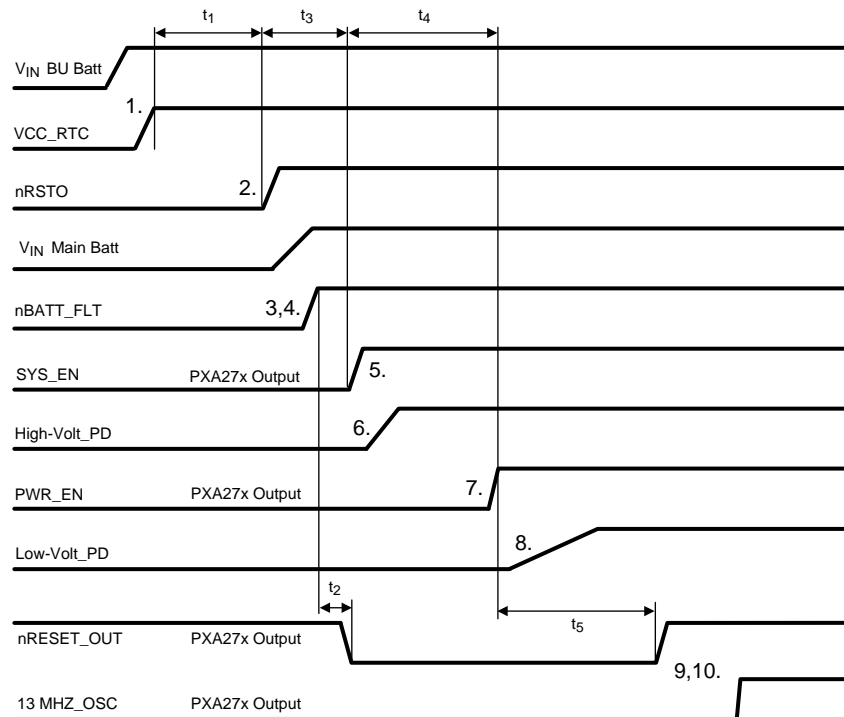 t1 t3 t4
VIN BU Batt
1.
VCC_RTC
nRSTO 2.
VIN Main Batt
nBATT_FLT 3,4.
SYS_EN PXA27x Output 5.
High-Volt_PD 6.
PWR_EN PXA27x Output 7.
Low-Volt_PD 8.
t2
nRESET_OUT PXA27x Output t5
9,10.
13 MHZ_OSC PXA27x Output